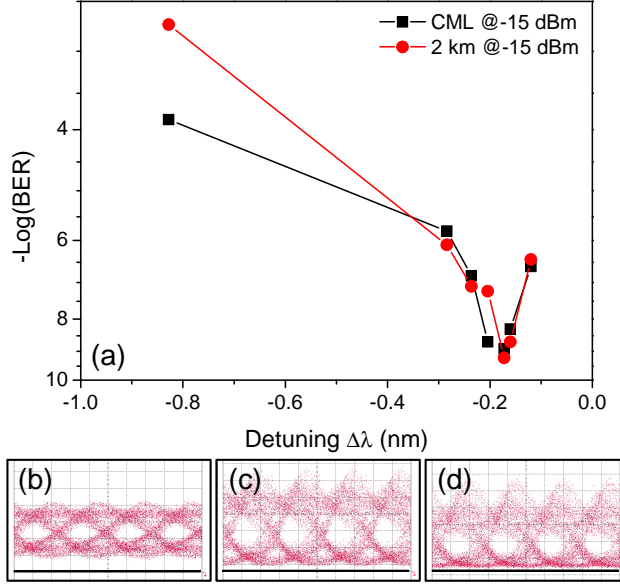 CML @-15 dBm
2 km @-15 dBm
4
6
8
10
-Log(BER)
(a)
-1.0 -0.8 -0.6 -0.4 -0.2 0.0
Detuning Δλ (nm)
(b) (c) (d)